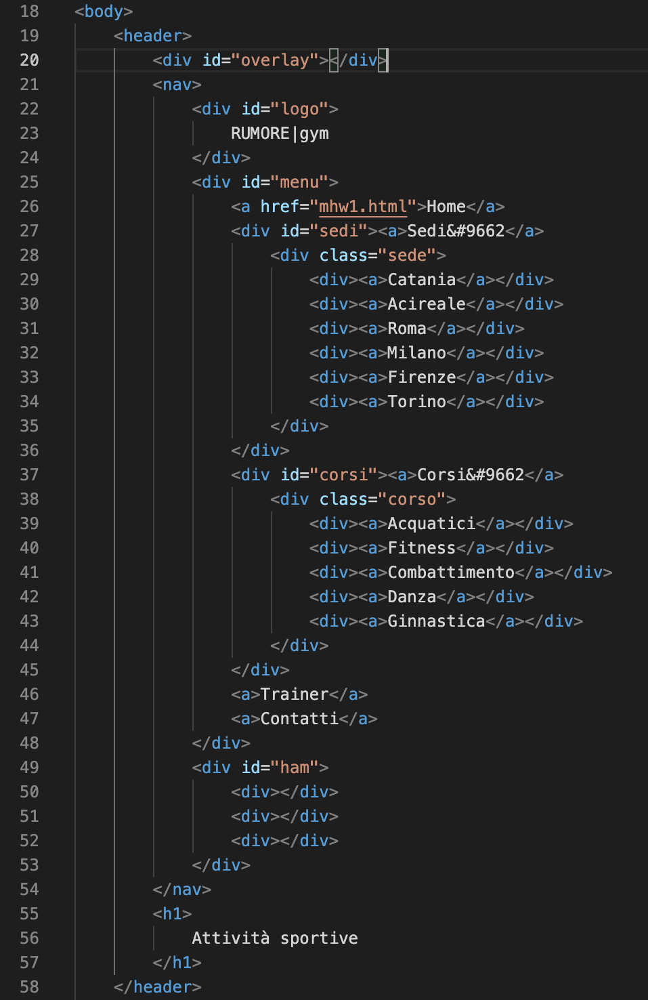 18 <body>
19     <header>
20         <div id="overlay"></div>
21         <nav>
22             <div id="logo">
23                 RUMORE|gym
24             </div>
25             <div id="menu">
26                 <a href="mhw1.html">Home</a>
27                 <div id="sedi"><a>Sedi&#9662</a>
28                     <div class="sede">
29                         <div><a>Catania</a></div>
30                         <div><a>Acireale</a></div>
31                         <div><a>Roma</a></div>
32                         <div><a>Milano</a></div>
33                         <div><a>Firenze</a></div>
34                         <div><a>Torino</a></div>
35                     </div>
36                 </div>
37                 <div id="corsi"><a>Corsi&#9662</a>
38                     <div class="corso">
39                         <div><a>Acquatici</a></div>
40                         <div><a>Fitness</a></div>
41                         <div><a>Combattimento</a></div>
42                         <div><a>Danza</a></div>
43                         <div><a>Ginnastica</a></div>
44                     </div>
45                 </div>
46                 <a>Trainer</a>
47                 <a>Contatti</a>
48             </div>
49             <div id="ham">
50                 <div></div>
51                 <div></div>
52                 <div></div>
53             </div>
54         </nav>
55         <h1>
56             Attività sportive
57         </h1>
58     </header>